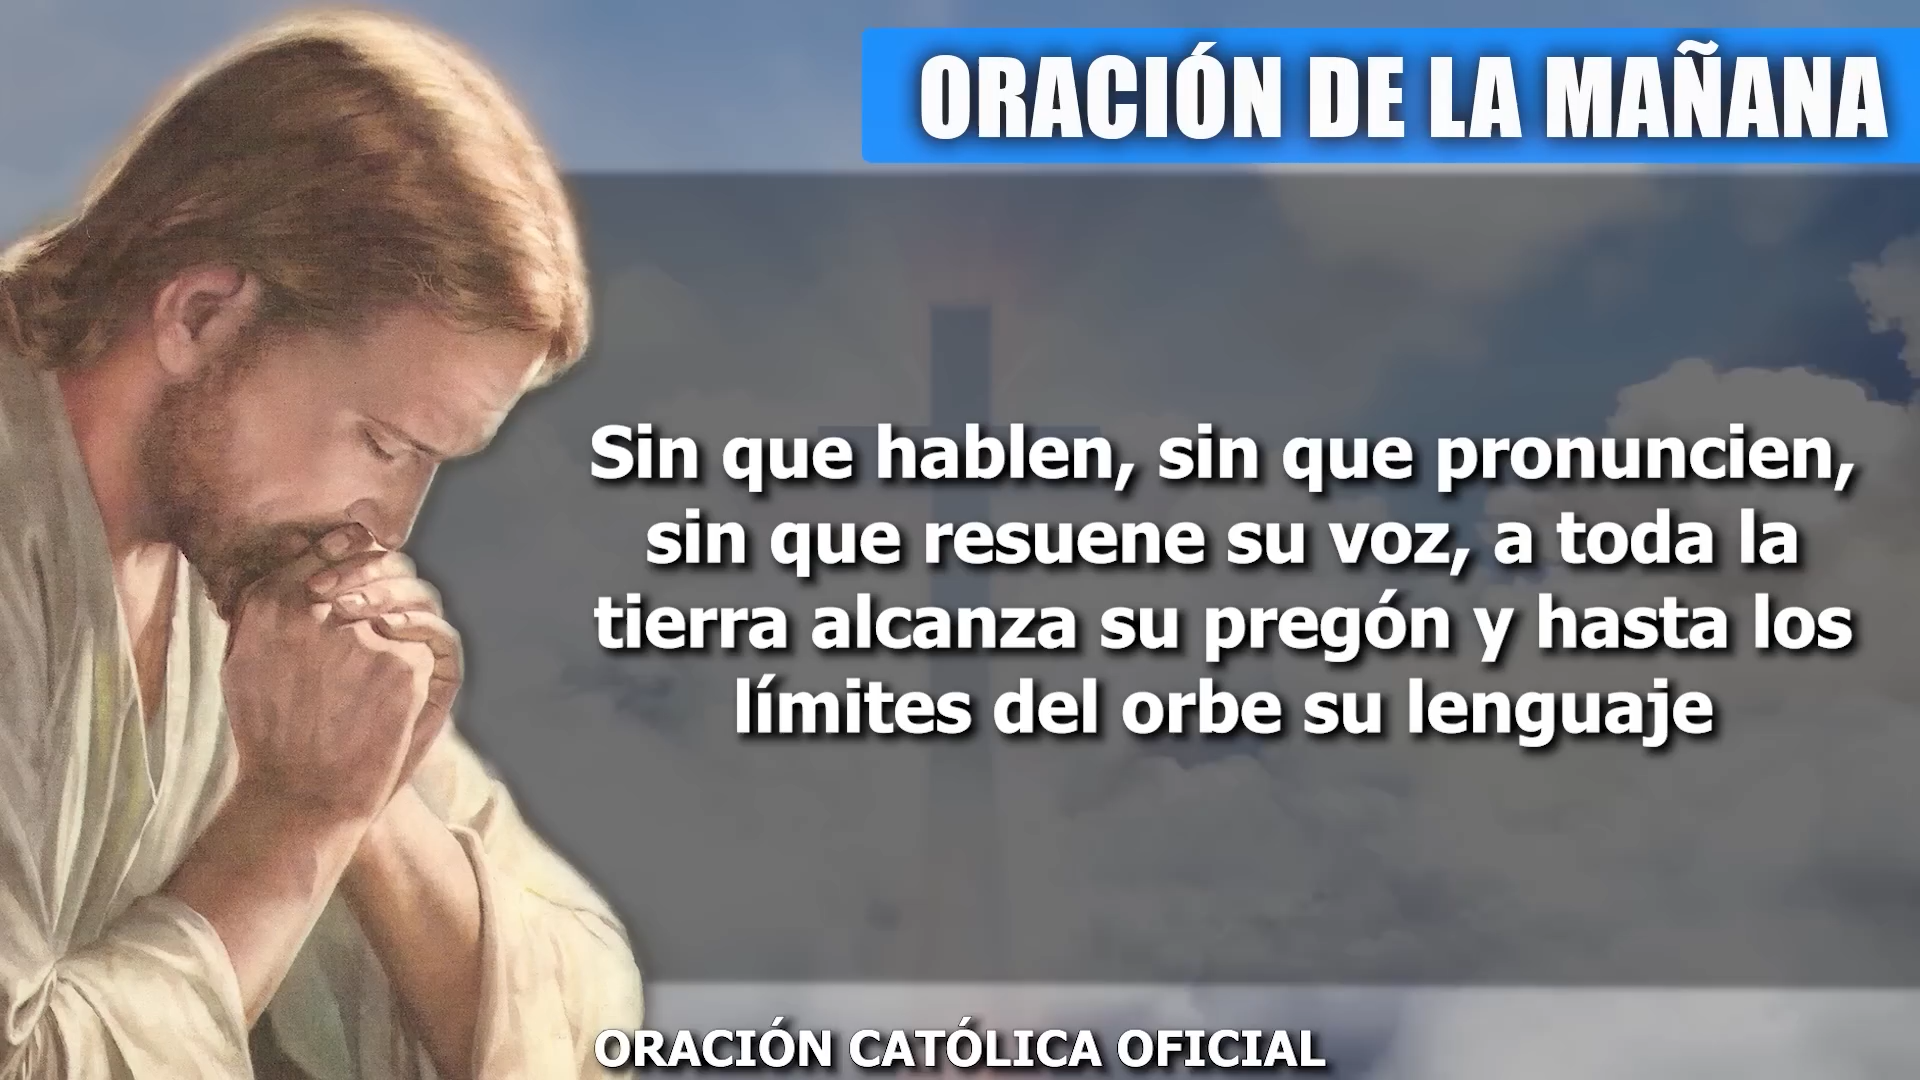 ORACIÓN DE LA MAÑANA
Sin que hablen, sin que pronuncien,
sin que resuene su voz, a toda la
tierra alcanza su pregón y hasta los
límites del orbe su lenguaje
ORACIÓN CATÓLICA OFICIAL